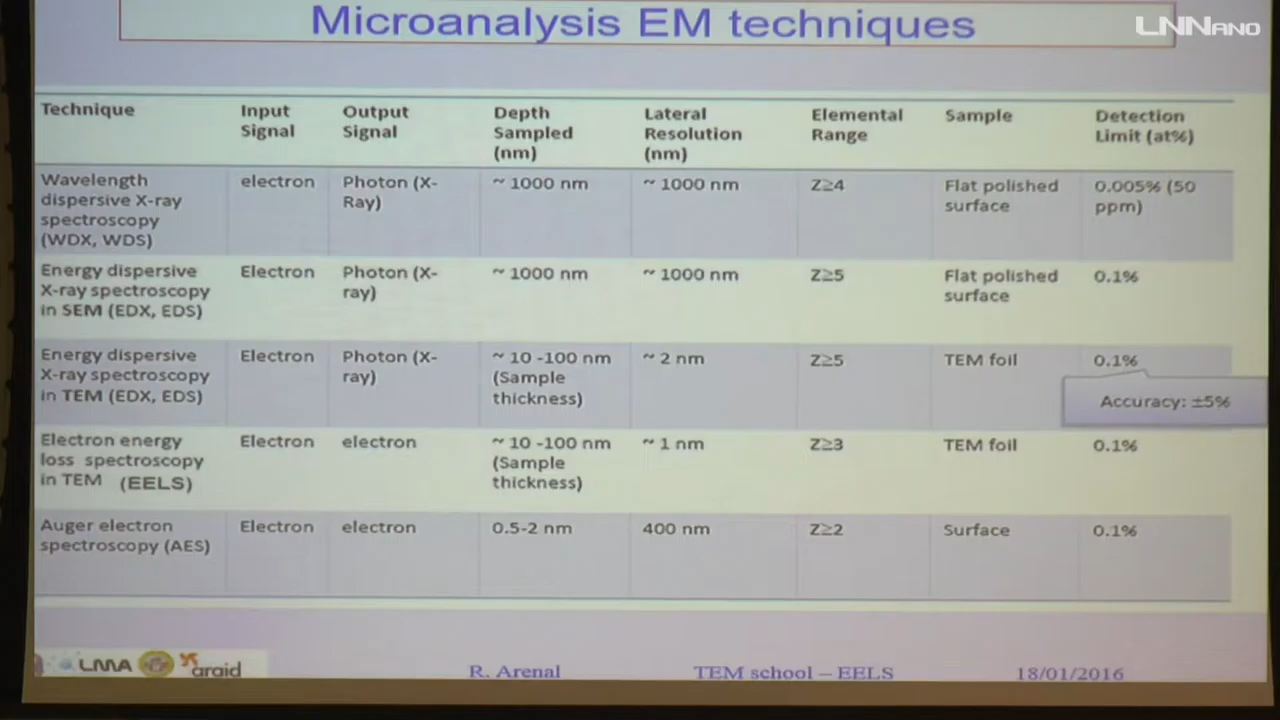 Microanalysis EM techniques
LNNANO
Technique
Input
Signal
Output
Signal
Depth
Sampled
(nm)
Lateral
Resolution
(nm)
Elemental
Range
Sample
Detection
Limit (at%)
Wavelength
dispersive X-ray
spectroscopy
(WDX, WDS)
electron
Photon (X-
Ray)
~ 1000 nm
~ 1000 nm
Z≥4
Flat polished
surface
0.005% (50
ppm)
Energy dispersive
X-ray spectroscopy
in SEM (EDX, EDS)
Electron
Photon (X-
ray)
~ 1000 nm
~ 1000 nm
Z≥5
Flat polished
surface
0.1%
Energy dispersive
X-ray spectroscopy
in TEM (EDX, EDS)
Electron
Photon (X-
ray)
~ 10 -100 nm
(Sample
thickness)
~ 2 nm
Z≥5
TEM foil
0.1%
Accuracy: ±5%
Electron energy
loss spectroscopy
in TEM (EELS)
Electron
electron
~ 10 -100 nm
(Sample
thickness)
~ 1 nm
Z≥3
TEM foil
0.1%
Auger electron
spectroscopy (AES)
Electron
electron
0.5-2 nm
400 nm
Z≥2
Surface
0.1%
LMA
araid
R. Arenal
TEM school – EELS
18/01/2016